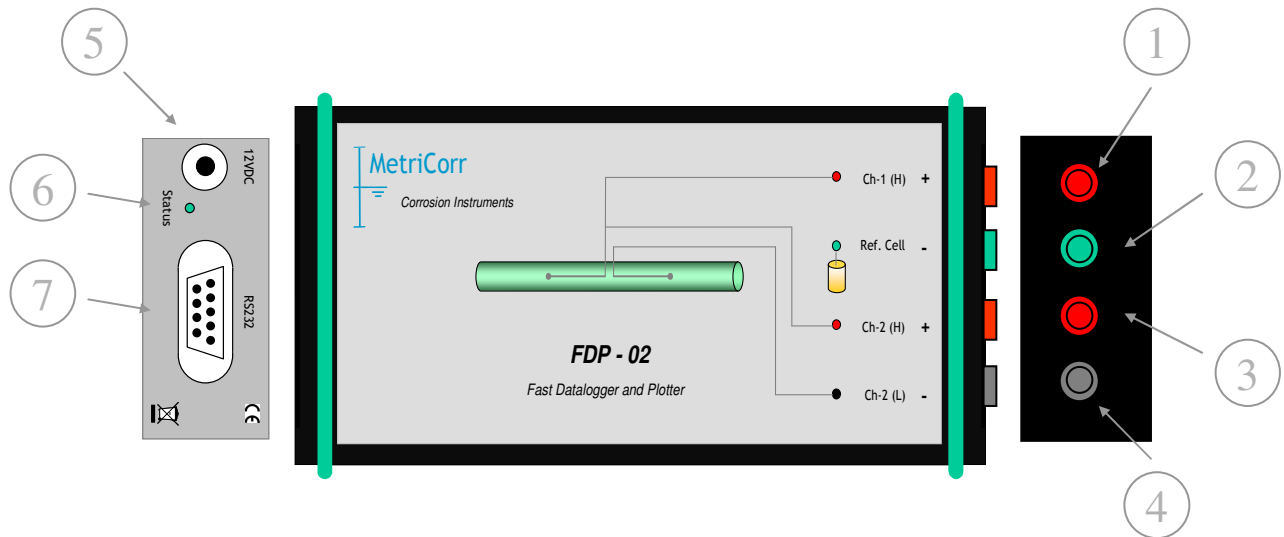 5
6
7
12VDC
Status
RS232
CE
MetriCorr
Corrosion Instruments
Ch-1 (H) +
Ref. Cell -
Ch-2 (H) +
Ch-2 (L) -
FDP - 02
Fast Datalogger and Plotter
1
2
3
4